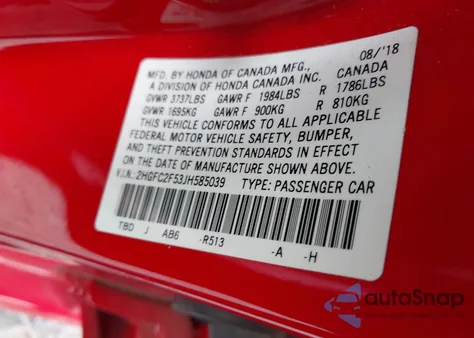 08/'18
MFD. BY HONDA OF CANADA MFG., CANADA
A DIVISION OF HONDA CANADA INC.
GVWR 3737LBS GAWR F 1984LBS R 1786LBS
GVWR 1695KG GAWR F 900KG R 810KG
THIS VEHICLE CONFORMS TO ALL APPLICABLE
FEDERAL MOTOR VEHICLE SAFETY, BUMPER,
AND THEFT PREVENTION STANDARDS IN EFFECT
ON THE DATE OF MANUFACTURE SHOWN ABOVE.
V.I.N.: 2HGFC2F53JH585039 TYPE: PASSENGER CAR
TBD J AB6 -R513 -A -H
autoSnap